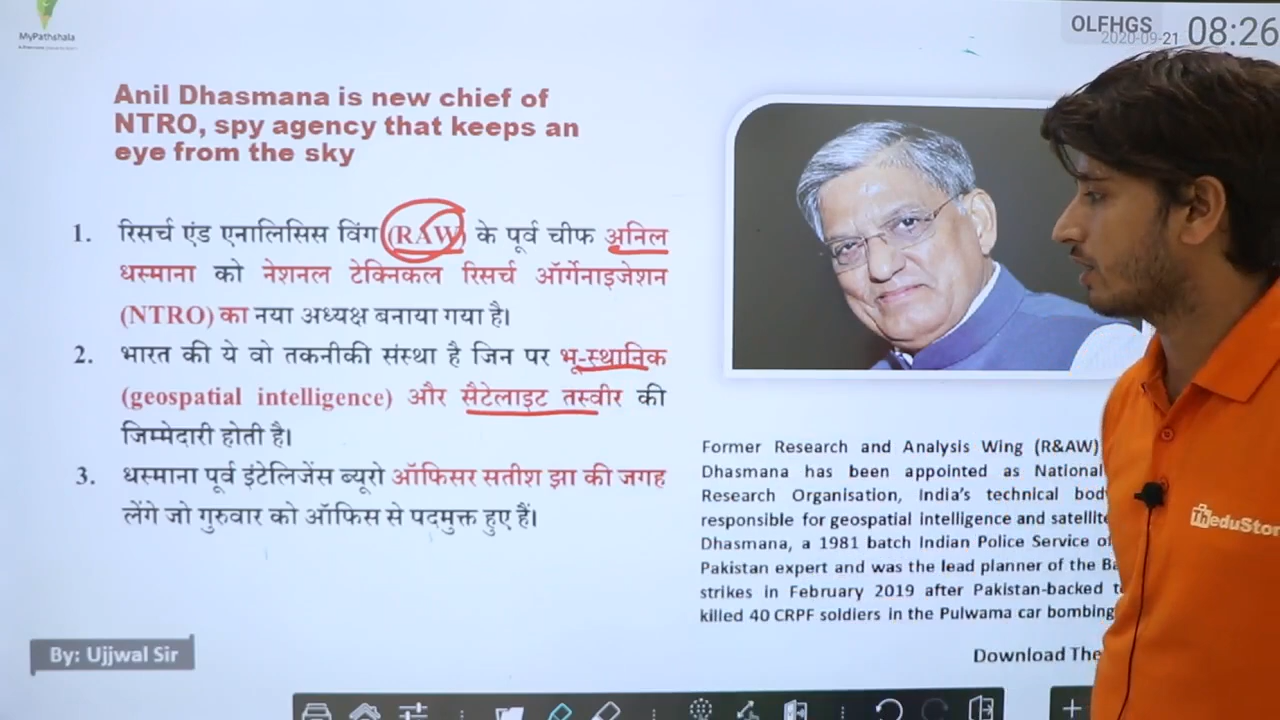 MyPathshala
OLFHGS
2020-09-21
08:26
Anil Dhasmana is new chief of
NTRO, spy agency that keeps an
eye from the sky
1. रिसर्च एंड एनालिसिस विंग (RAW) के पूर्व चीफ अनिल
धस्माना को नेशनल टेक्निकल रिसर्च ऑर्गेनाइजेशन
(NTRO) का नया अध्यक्ष बनाया गया है।
2. भारत की ये वो तकनीकी संस्था है जिन पर भू-स्थानिक
(geospatial intelligence) और सैटेलाइट तस्वीर की
जिम्मेदारी होती है।
3. धस्माना पूर्व इंटेलिजेंस ब्यूरो ऑफिसर सतीश झा की जगह
लेंगे जो गुरुवार को ऑफिस से पदमुक्त हुए हैं।
Former Research and Analysis Wing (R&AW)
Dhasmana has been appointed as National
Research Organisation, India's technical bod
responsible for geospatial intelligence and satellite
Dhasmana, a 1981 batch Indian Police Service of
Pakistan expert and was the lead planner of the Ba
strikes in February 2019 after Pakistan-backed t
killed 40 CRPF soldiers in the Pulwama car bombing
By: Ujjwal Sir
Download The
TheduStor